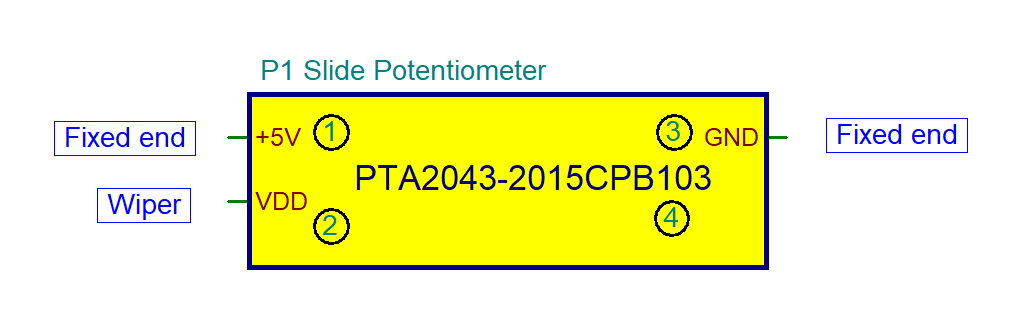 P1 Slide Potentiometer
Fixed end
+5V
1
3
GND
Fixed end
PTA2043-2015CPB103
Wiper
VDD
2
4